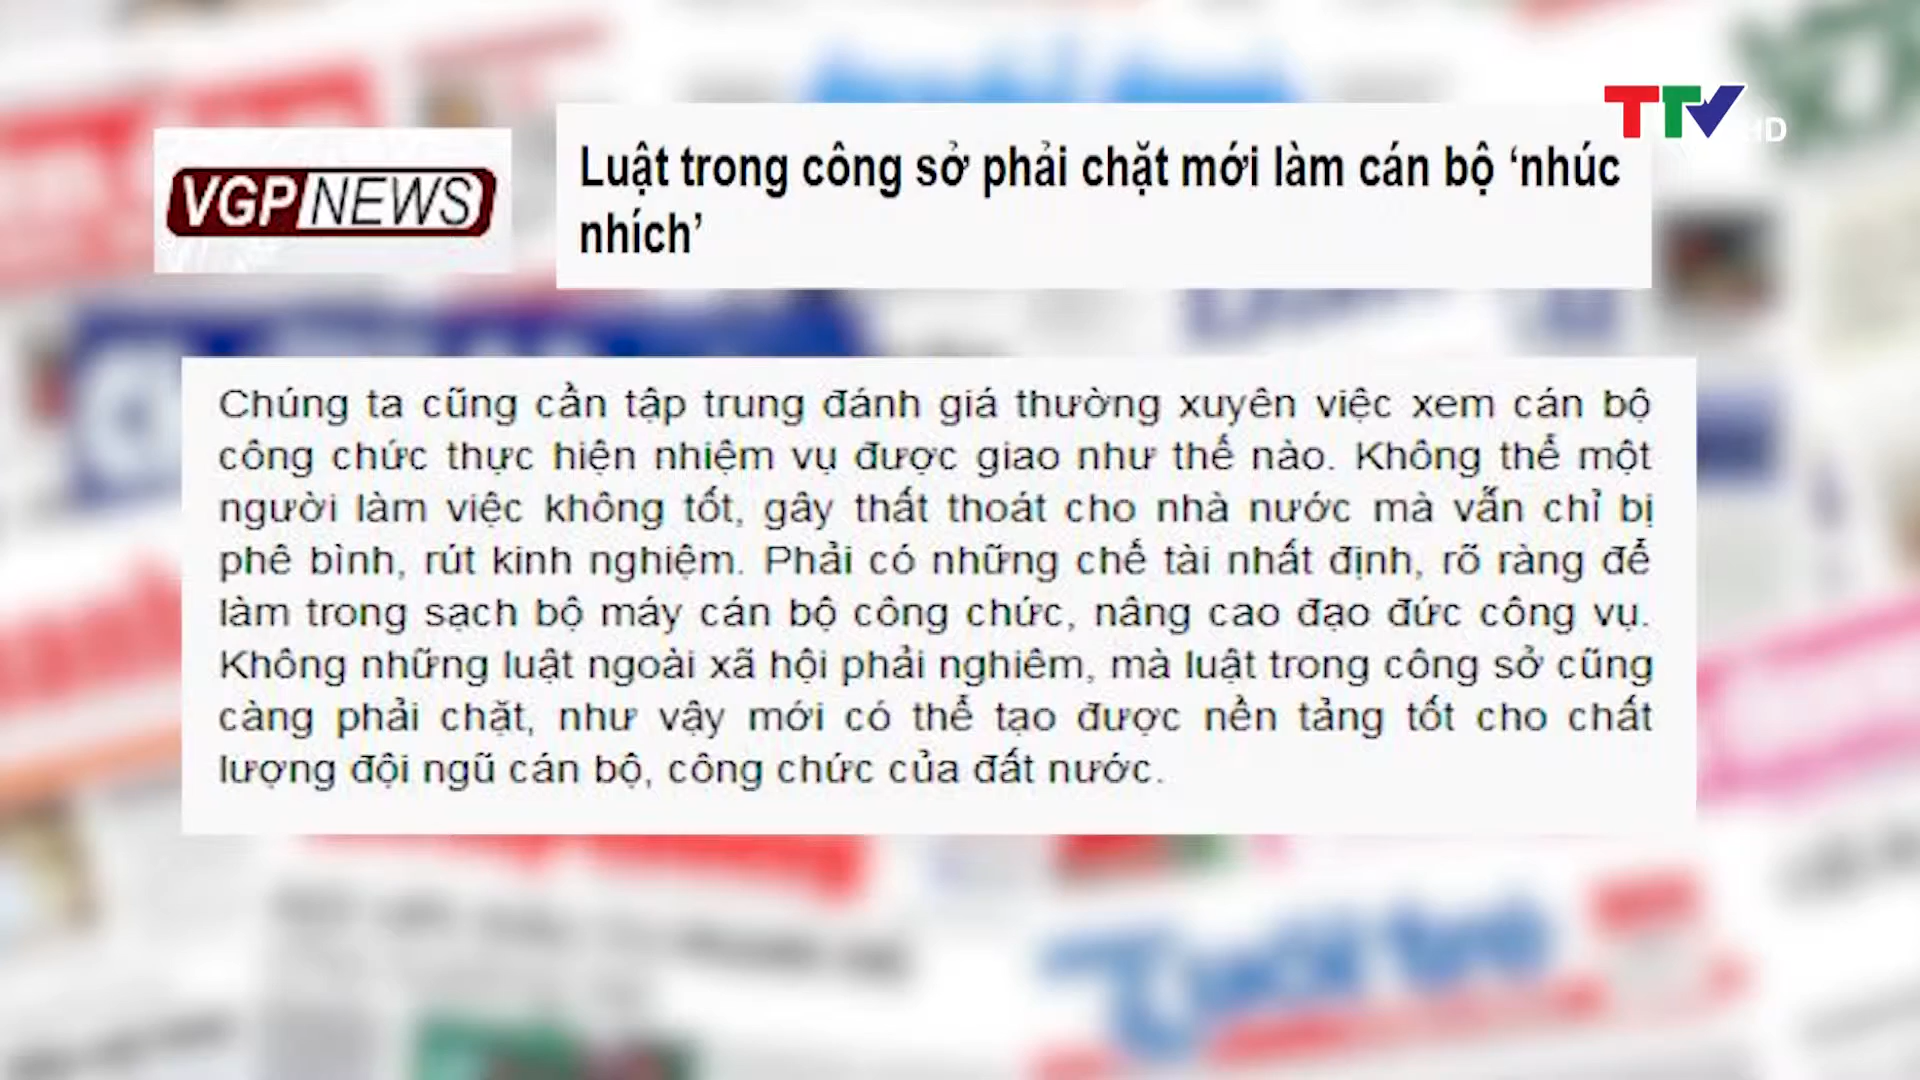 TTV HD
VGP NEWS
Luật trong công sở phải chặt mới làm cán bộ ‘nhúc
nhích’
Chúng ta cũng cần tập trung đánh giá thường xuyên việc xem cán bộ
công chức thực hiện nhiệm vụ được giao như thế nào. Không thể một
người làm việc không tốt, gây thất thoát cho nhà nước mà vẫn chỉ bị
phê bình, rút kinh nghiệm. Phải có những chế tài nhất định, rõ ràng để
làm trong sạch bộ máy cán bộ công chức, nâng cao đạo đức công vụ.
Không những luật ngoài xã hội phải nghiêm, mà luật trong công sở cũng
càng phải chặt, như vậy mới có thể tạo được nền tảng tốt cho chất
lượng đội ngũ cán bộ, công chức của đất nước.